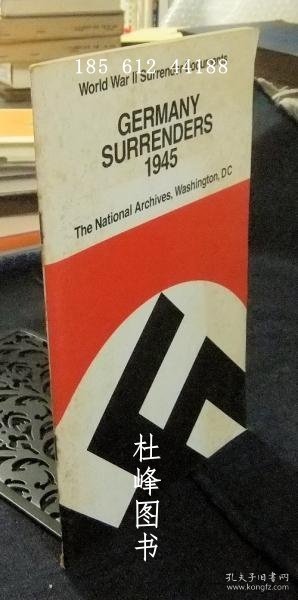 185 612 44188
World War II Surrender Documents
GERMANY
SURRENDERS
1945
The National Archives, Washington, DC
杜峰图书
孔夫子旧书网
www.kongfz.com